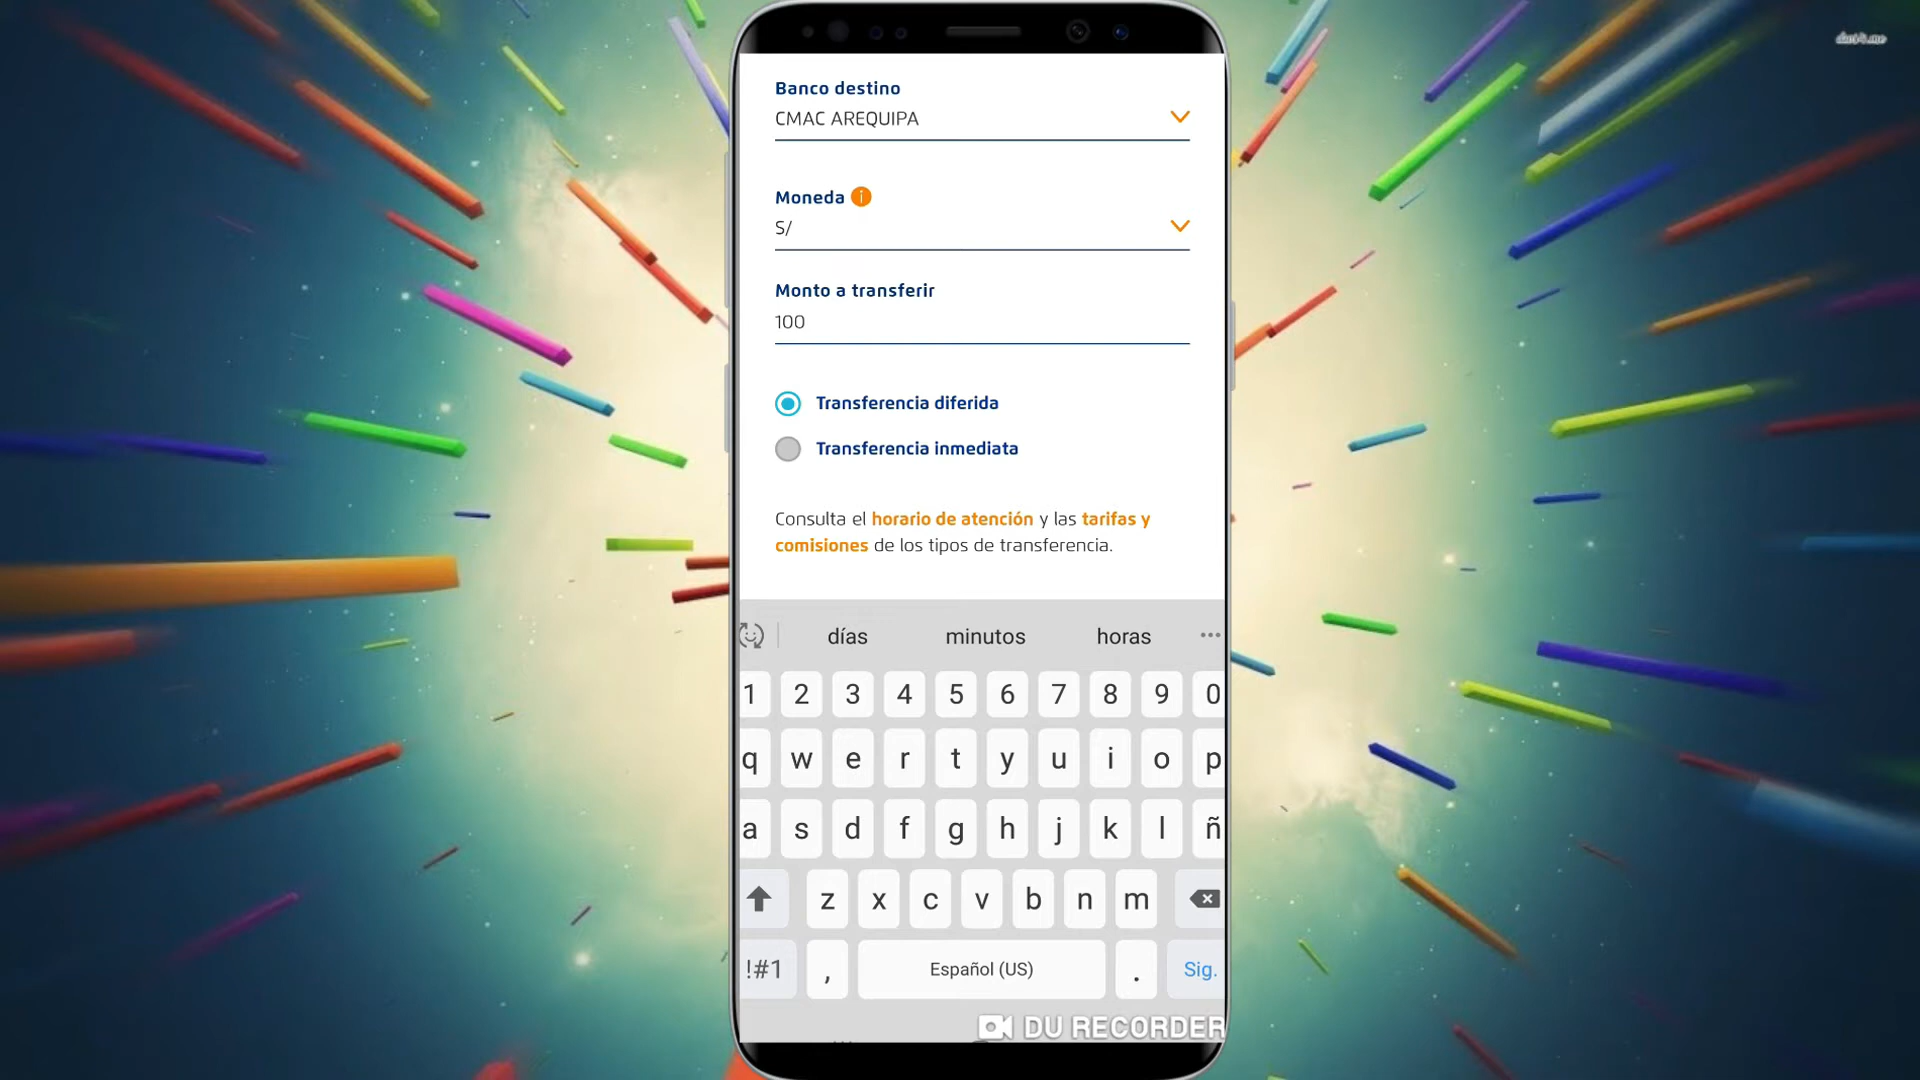 Banco destino
CMAC AREQUIPA
Moneda
S/
Monto a transferir
100
Transferencia diferida
Transferencia inmediata
Consulta el horario de atención y las tarifas y
comisiones de los tipos de transferencia.
días minutos horas ...
1 2 3 4 5 6 7 8 9 0
q w e r t y u i o p
a s d f g h j k l ñ
z x c v b n m
!#1 , Español (US) . Sig.
DU RECORDER